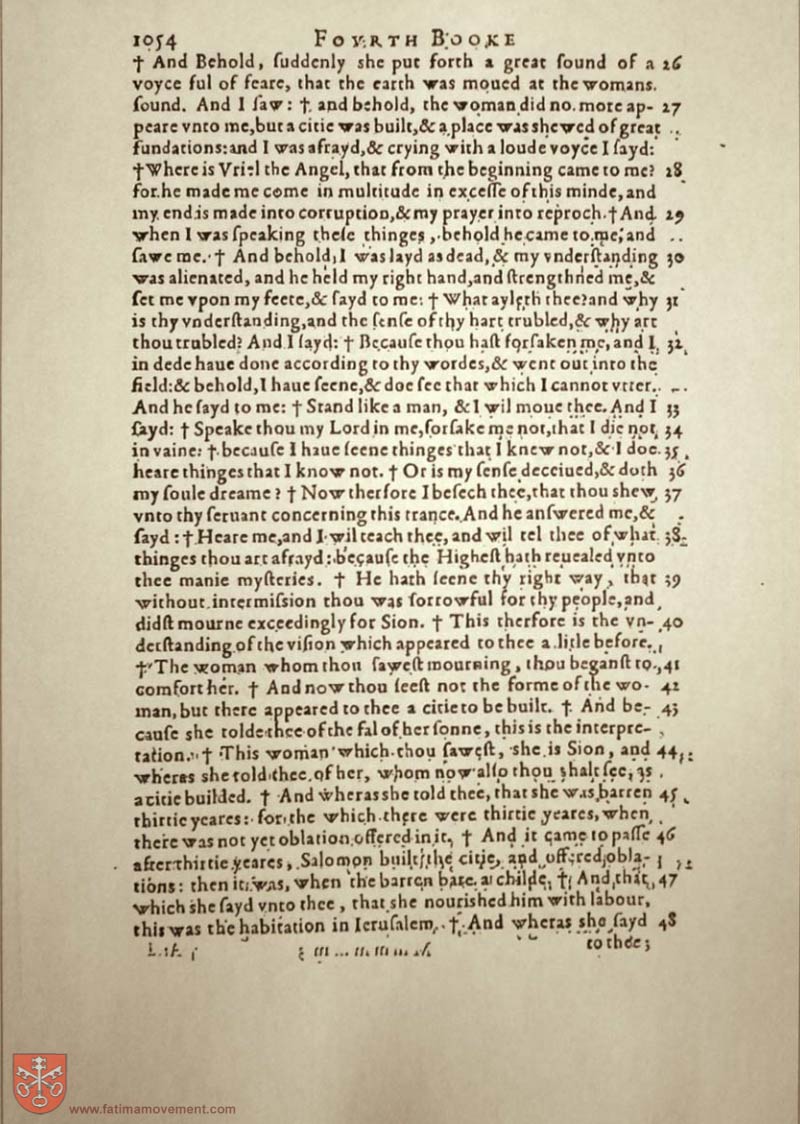 1054 FOVRTH BOOKE
† And Behold, ſuddenly ſhe put forth a great ſound of a 26
voyce ful of feare, that the earth was moued at the womans.
ſound. And I ſaw: † and behold, the woman did no more ap- 27
peare vnto me, but a citie was built, & a place was shewed of great
fundations: and I was afrayd, & crying with a loude voyce I ſayd:
† Where is Vriel the Angel, that from the beginning came to me? 28
for he made me come in multitude in exceſſe of this minde, and
my end is made into corruption, & my prayer into reproch. † And 29
when I was ſpeaking theſe thinges, behold he came to me, and
ſawe me. † And behold, I was layd as dead, & my vnderſtanding 30
was alienated, and he held my right hand, and ſtrengthned me, &
ſet me vpon my feete, & ſayd to me: † What ayleth thee? and why 31
is thy vnderſtanding, and the ſenſe of thy hart trubled, & why art
thou trubled? And I ſayd: † Becauſe thou haſt forſaken me, and I 32
in dede haue done according to thy wordes, & went out into the
field: & behold, I haue ſeene, & doe ſee that which I cannot vtter.
And he ſayd to me: † Stand like a man, & I wil moue thee. And I 33
ſayd: † Speake thou my Lord in me, forſake me not, that I die not 34
in vaine: † becauſe I haue ſeene thinges that I knew not, & I doe 35
heare thinges that I know not. † Or is my ſenſe deceiued, & doth 36
my ſoule dreame? † Now therfore I beſech thee, that thou shew 37
vnto thy ſeruant concerning this trance. And he anſwered me, &
ſayd: † Heare me, and I wil teach thee, and wil tel thee of what 38
thinges thou art afrayd: becauſe the Higheſt hath reuealed vnto
thee manie myſteries. † He hath ſeene thy right way, that 39
without intermiſſion thou was ſorrowful for thy people, and
didſt mourne exceedingly for Sion. † This therfore is the vn- 40
derſtanding of the viſion which appeared to thee a litle before.
† The woman whom thou ſaweſt mourning, thou beganſt to 41
comfort her. † And now thou ſeeſt not the forme of the wo- 42
man, but there appeared to thee a citie to be built. † And be- 43
cauſe she tolde thee of the fal of her ſonne, this is the interpre-
tation. † This woman which thou ſaweſt, she is Sion, and 44
wheras she told thee of her, whom now alſo thou shalt ſee, as
a citie builded. † And wheras she told thee, that she was barren 45
thirtie yeares: for the which there were thirtie yeares, when
there was not yet oblation offered in it. † And it came to paſſe 46
after thirtie yeares, Salomon built the citie, and offered obla-
tions: then it was, when the barren bare a childe. † And that 47
which she ſayd vnto thee, that she nourished him with labour,
this was the habitation in Ieruſalem. † And wheras she ſayd 48
to thee;
www.fatimamovement.com